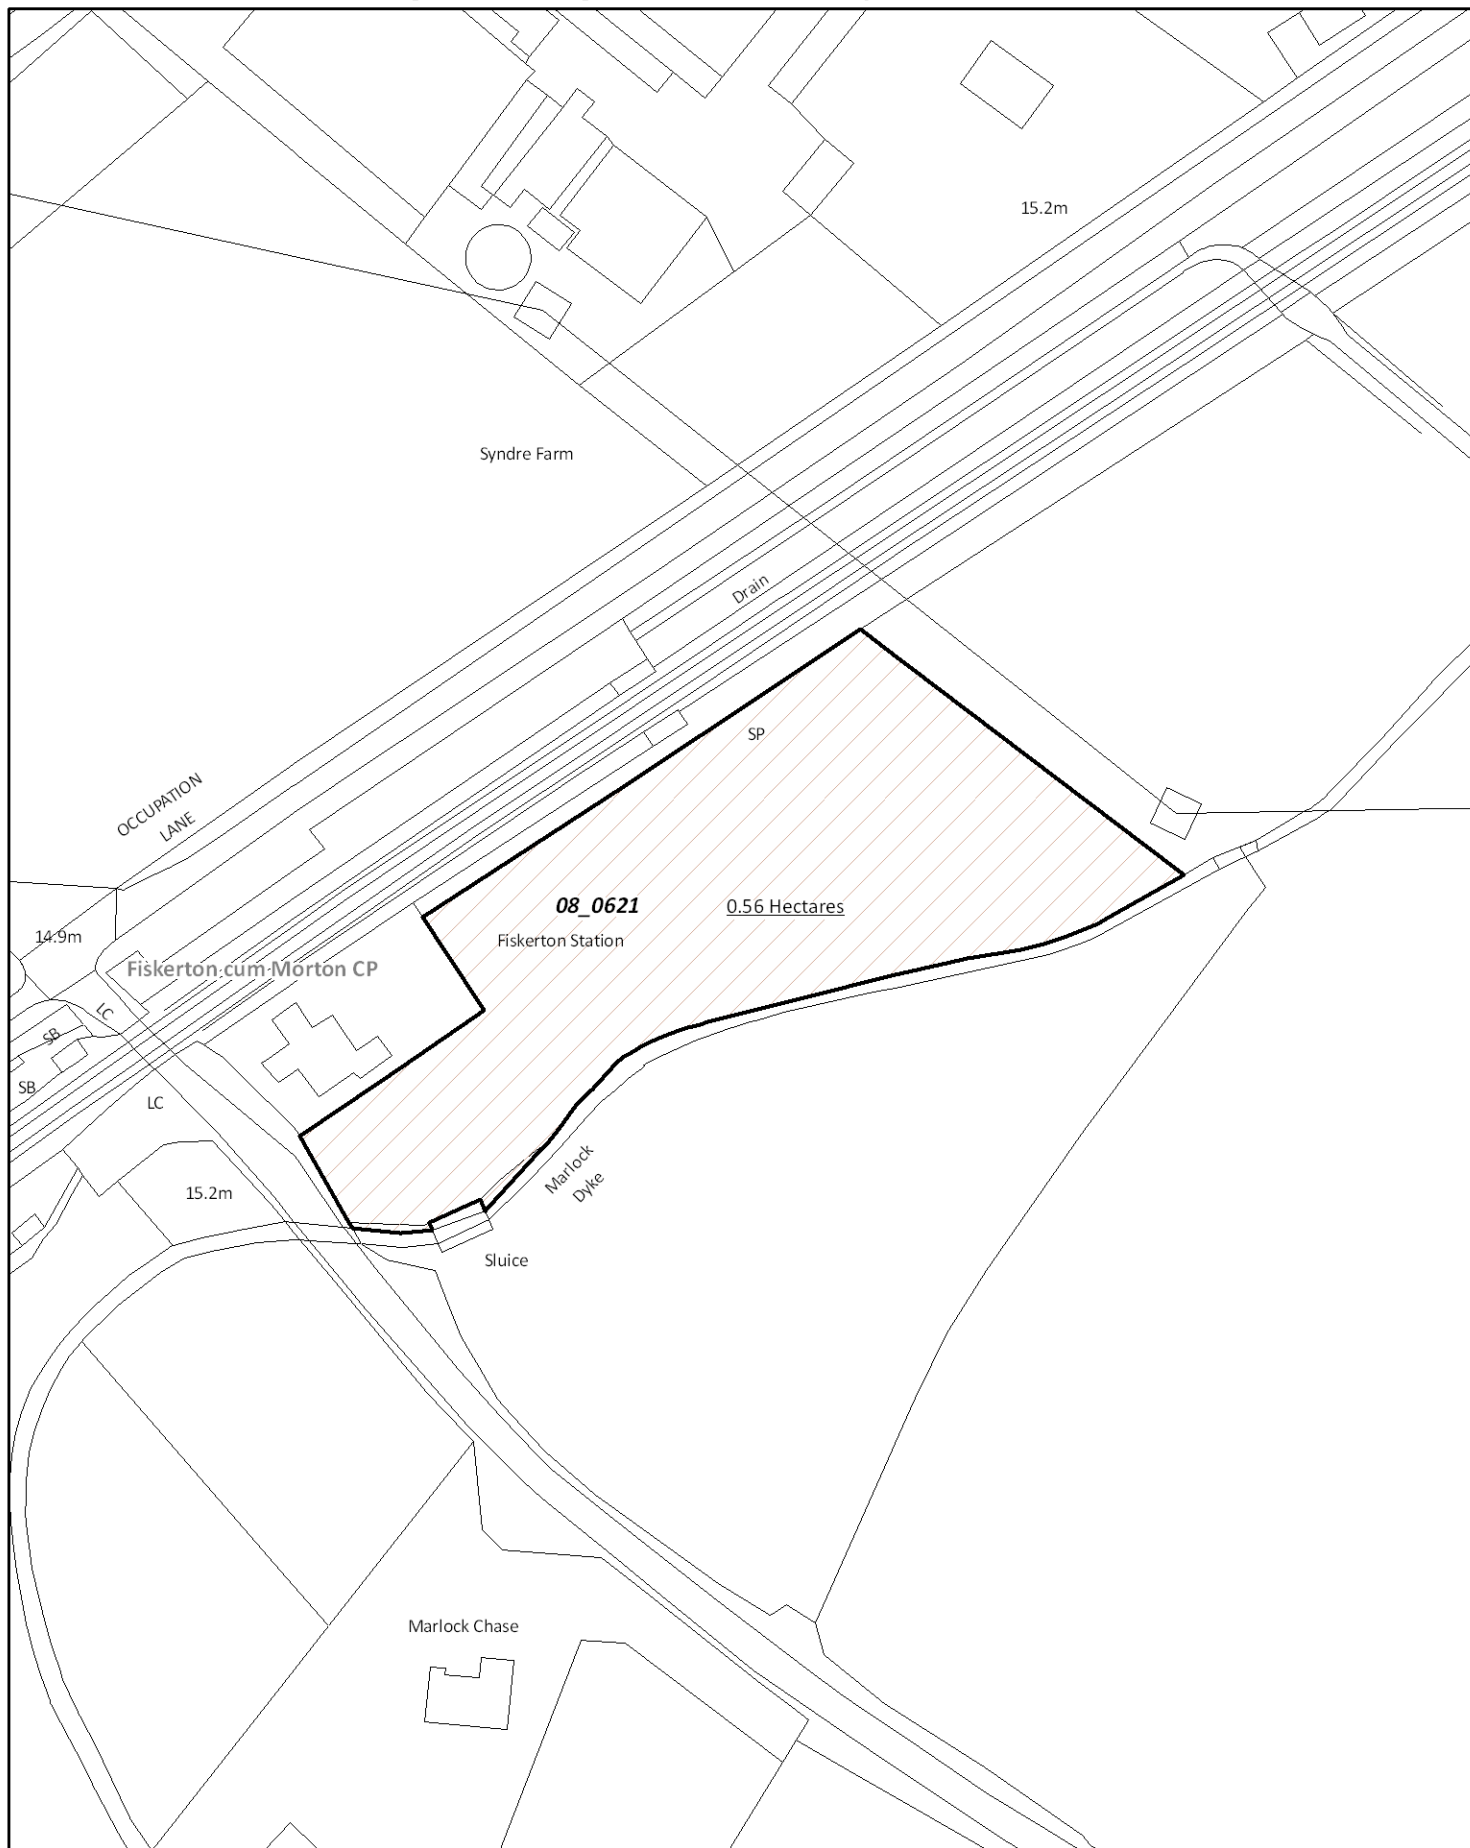 15.2m
Syndre Farm
Drain
SP
OCCUPATION
LANE
08_0621
0.56 Hectares
14.9m
Fiskerton Station
Fiskerton cum Morton CP
LC
SB
SB
LC
Marlock
Dyke
15.2m
Sluice
Marlock Chase